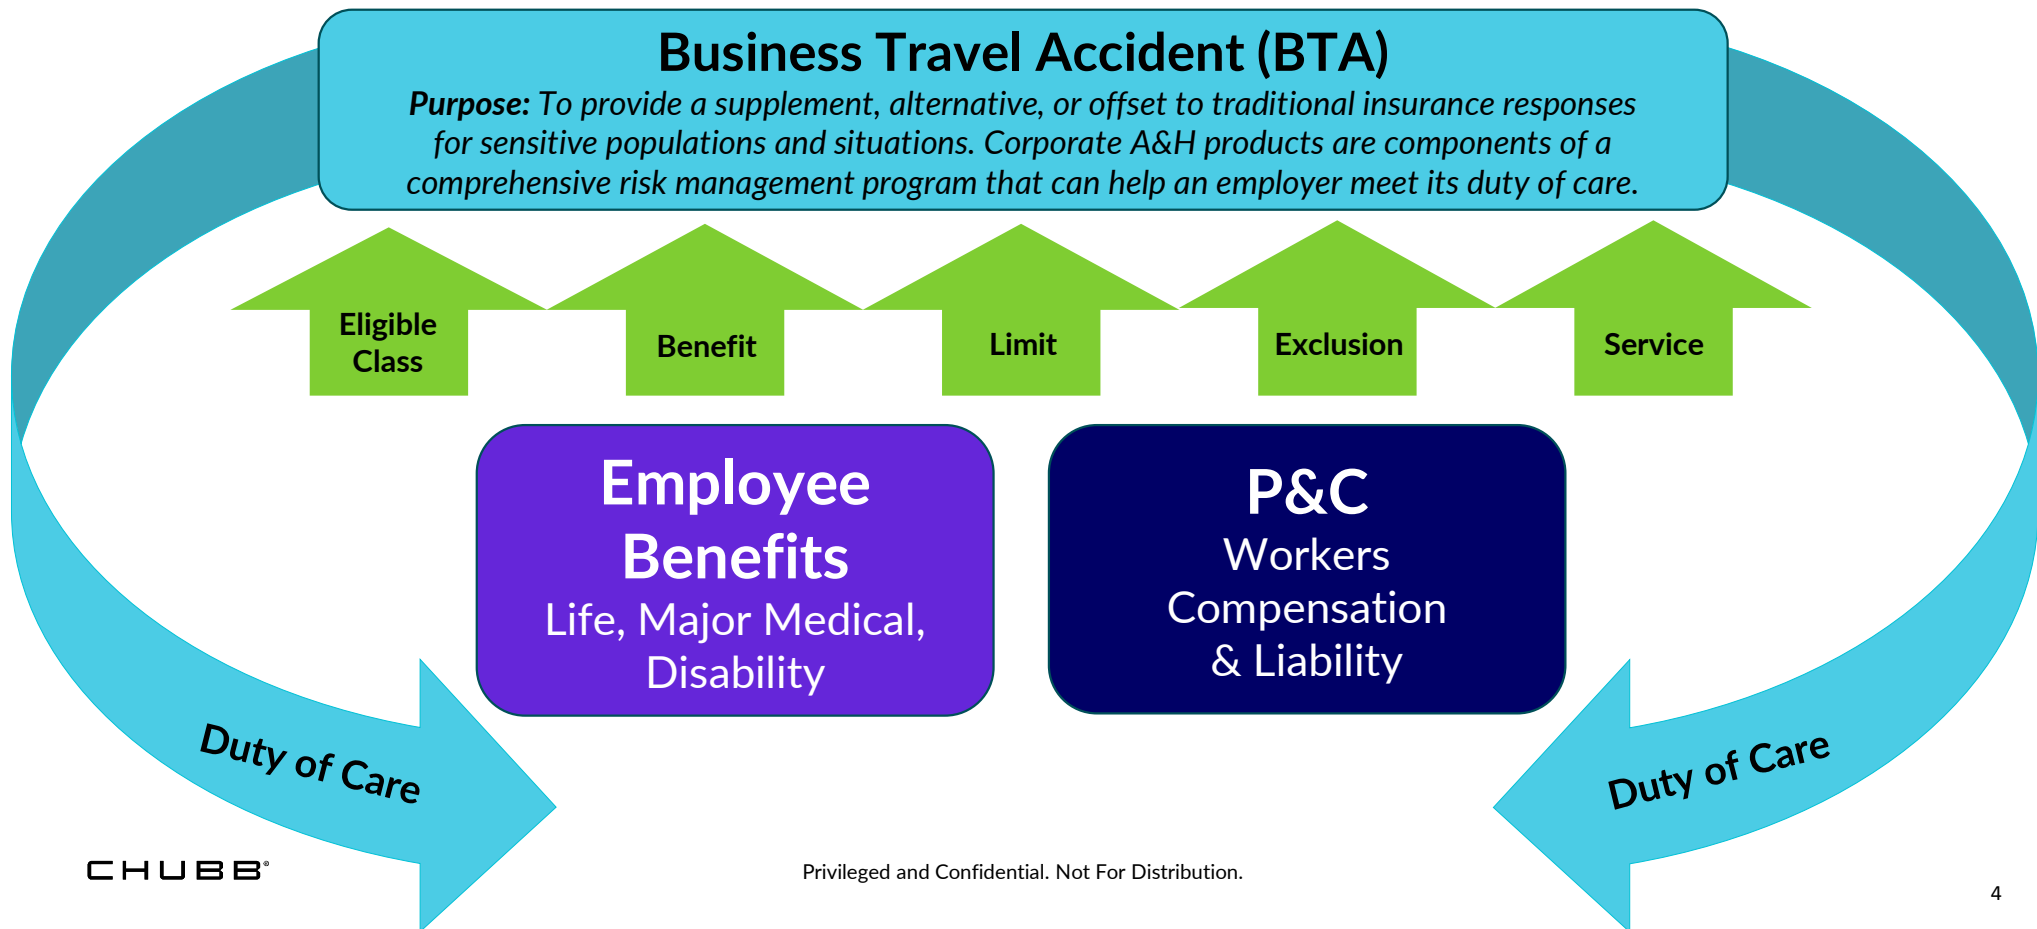 Business Travel Accident (BTA)
Purpose: To provide a supplement, alternative, or offset to traditional insurance responses
for sensitive populations and situations. Corporate A&H products are components of a
comprehensive risk management program that can help an employer meet its duty of care.
Eligible
Class
Benefit
Limit
Exclusion
Service
Employee
Benefits
Life, Major Medical,
Disability
P&C
Workers
Compensation
& Liability
Duty of Care
Duty of Care
CHUBB®
Privileged and Confidential. Not For Distribution.
4